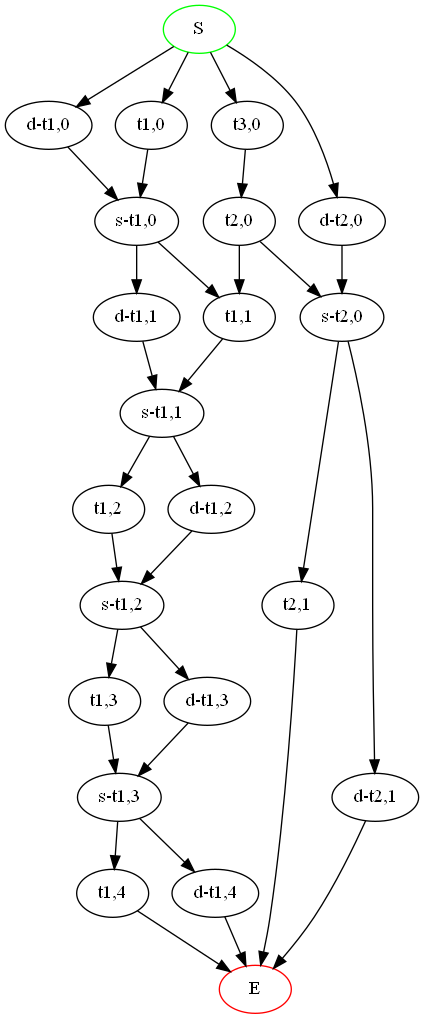 S
d-t1,0
t1,0
t3,0
s-t1,0
t2,0
d-t2,0
d-t1,1
t1,1
s-t2,0
s-t1,1
t1,2
d-t1,2
s-t1,2
t2,1
t1,3
d-t1,3
s-t1,3
d-t2,1
t1,4
d-t1,4
E